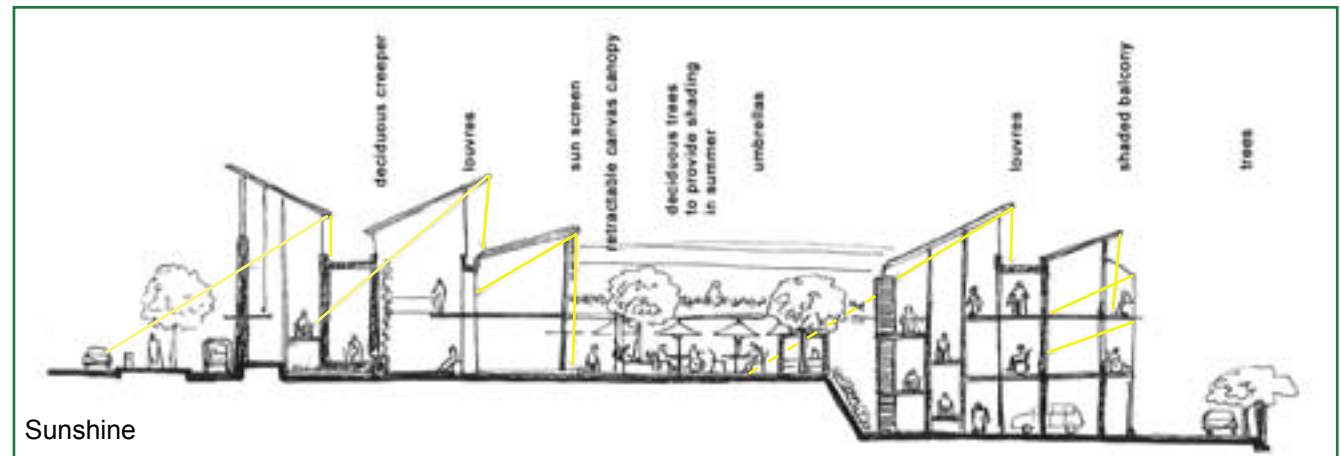 deciduous creeper
louvres
sun screen
retractable canvas canopy
deciduous trees
to provide shading
in summer
umbrellas
louvres
shaded balcony
trees
Sunshine